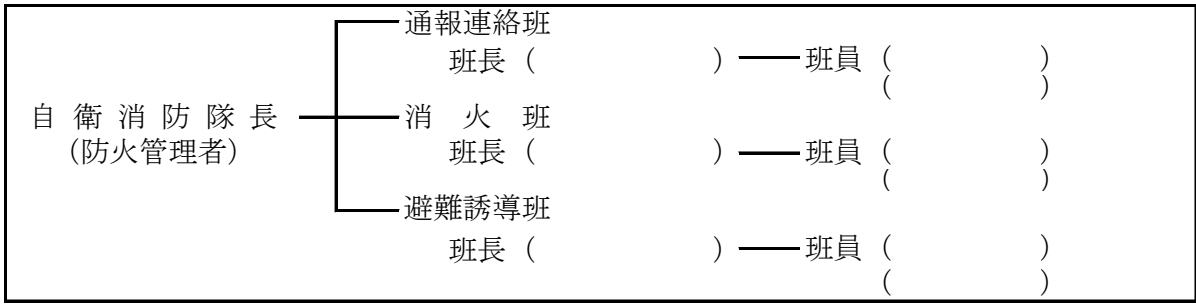 通報連絡班
班長（　　　　　　）班員（　　　　　）
（　　　　　）
自衛消防隊長
（防火管理者）
消火班
班長（　　　　　　）班員（　　　　　）
（　　　　　）
避難誘導班
班長（　　　　　　）班員（　　　　　）
（　　　　　）